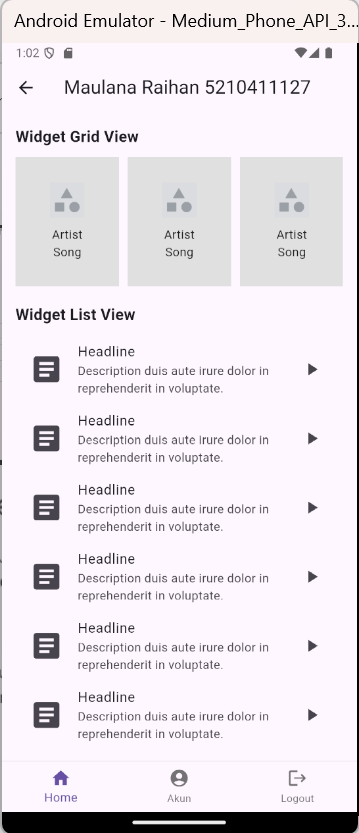 Android Emulator - Medium_Phone_API_3...
1:02
Maulana Raihan 5210411127
Widget Grid View
Artist Artist Artist
Song Song Song
Widget List View
Headline
Description duis aute irure dolor in
reprehenderit in voluptate.
Headline
Description duis aute irure dolor in
reprehenderit in voluptate.
Headline
Description duis aute irure dolor in
reprehenderit in voluptate.
Headline
Description duis aute irure dolor in
reprehenderit in voluptate.
Headline
Description duis aute irure dolor in
reprehenderit in voluptate.
Headline
Description duis aute irure dolor in
reprehenderit in voluptate.
Home Akun Logout